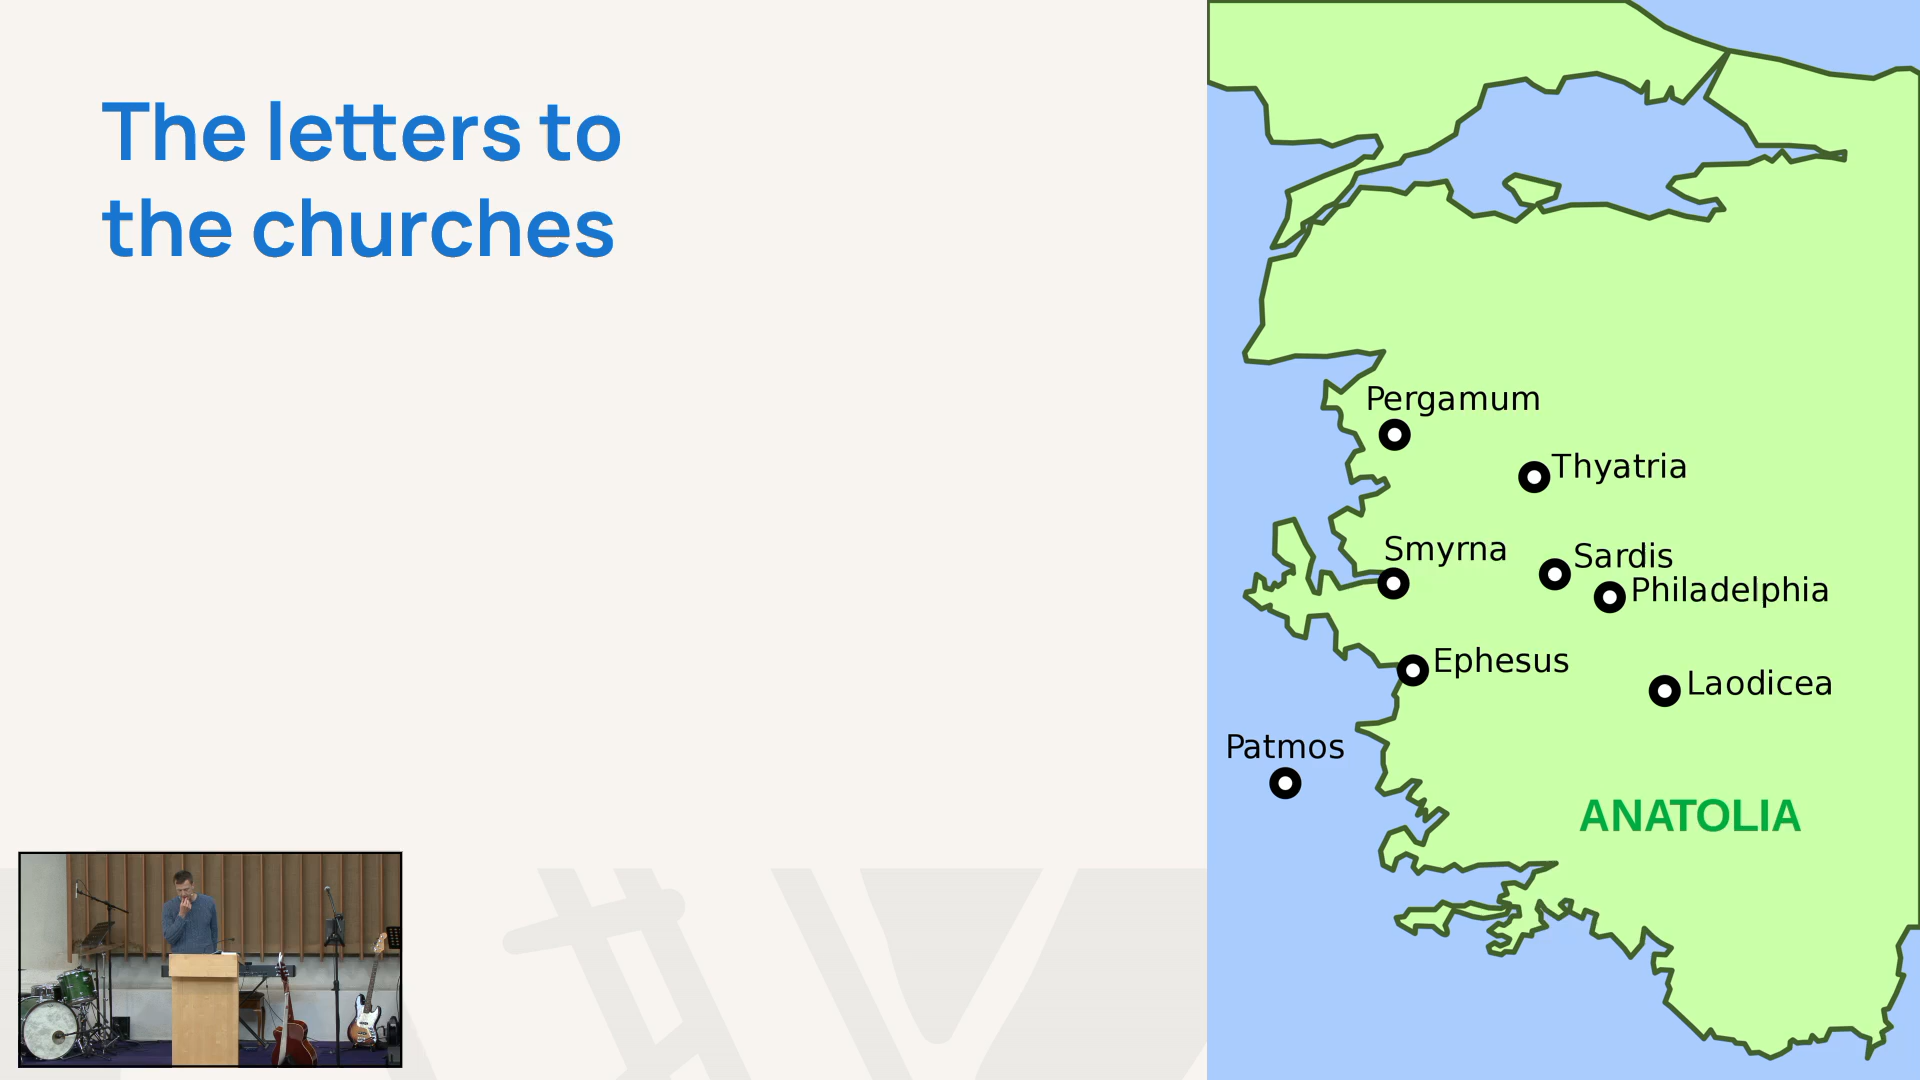 The letters to
the churches
Pergamum
Thyatria
Smyrna
Sardis
Philadelphia
Ephesus
Laodicea
Patmos
ANATOLIA